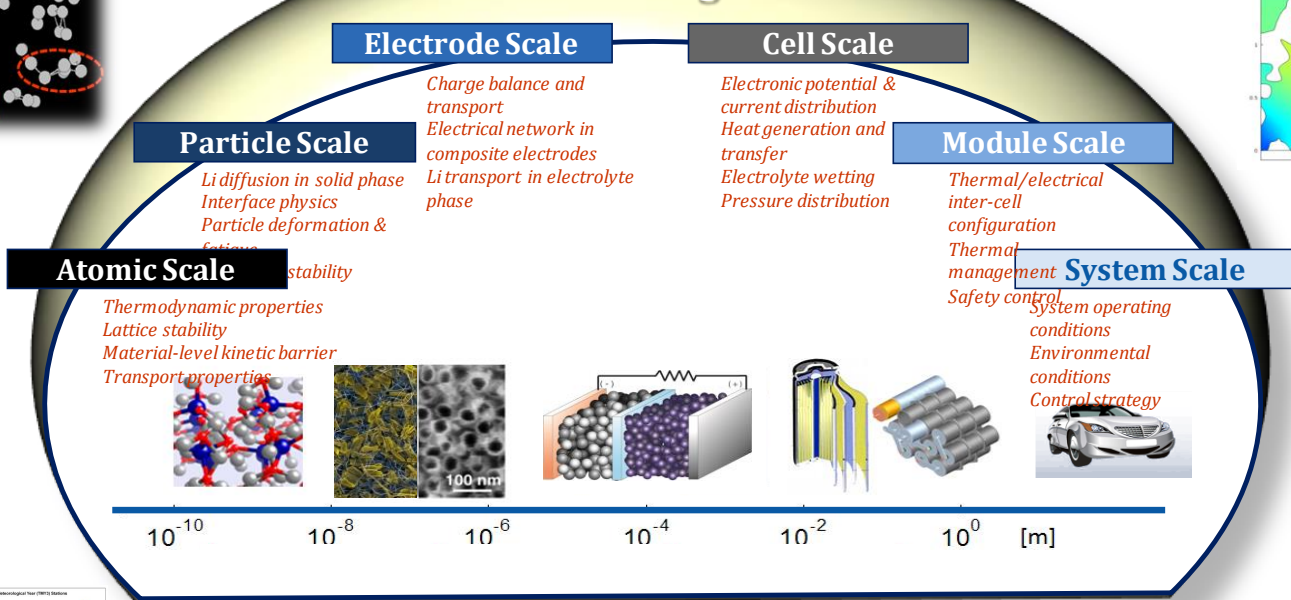 Electrode Scale
Cell Scale
Charge balance and
transport
Electrical network in
composite electrodes
Li transport in electrolyte
phase
Electronic potential &
current distribution
Heat generation and
transfer
Electrolyte wetting
Pressure distribution
Particle Scale
Module Scale
Li diffusion in solid phase
Interface physics
Particle deformation &
fatigue
stability
Thermal/electrical
inter-cell
configuration
Thermal
management
Safety control
Atomic Scale
System Scale
Thermodynamic properties
Lattice stability
Material-level kinetic barrier
Transport properties
System operating
conditions
Environmental
conditions
Control strategy
(-)
(+)
100 nm
10^-10 10^-8 10^-6 10^-4 10^-2 10^0 [m]